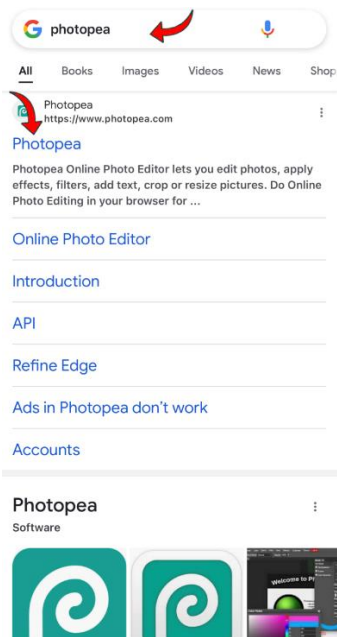 photopea
All Books Images Videos News Shop
Photopea
https://www.photopea.com
Photopea
Photopea Online Photo Editor lets you edit photos, apply
effects, filters, add text, crop or resize pictures. Do Online
Photo Editing in your browser for ...
Online Photo Editor
Introduction
API
Refine Edge
Ads in Photopea don't work
Accounts
Photopea
Software
Welcome to